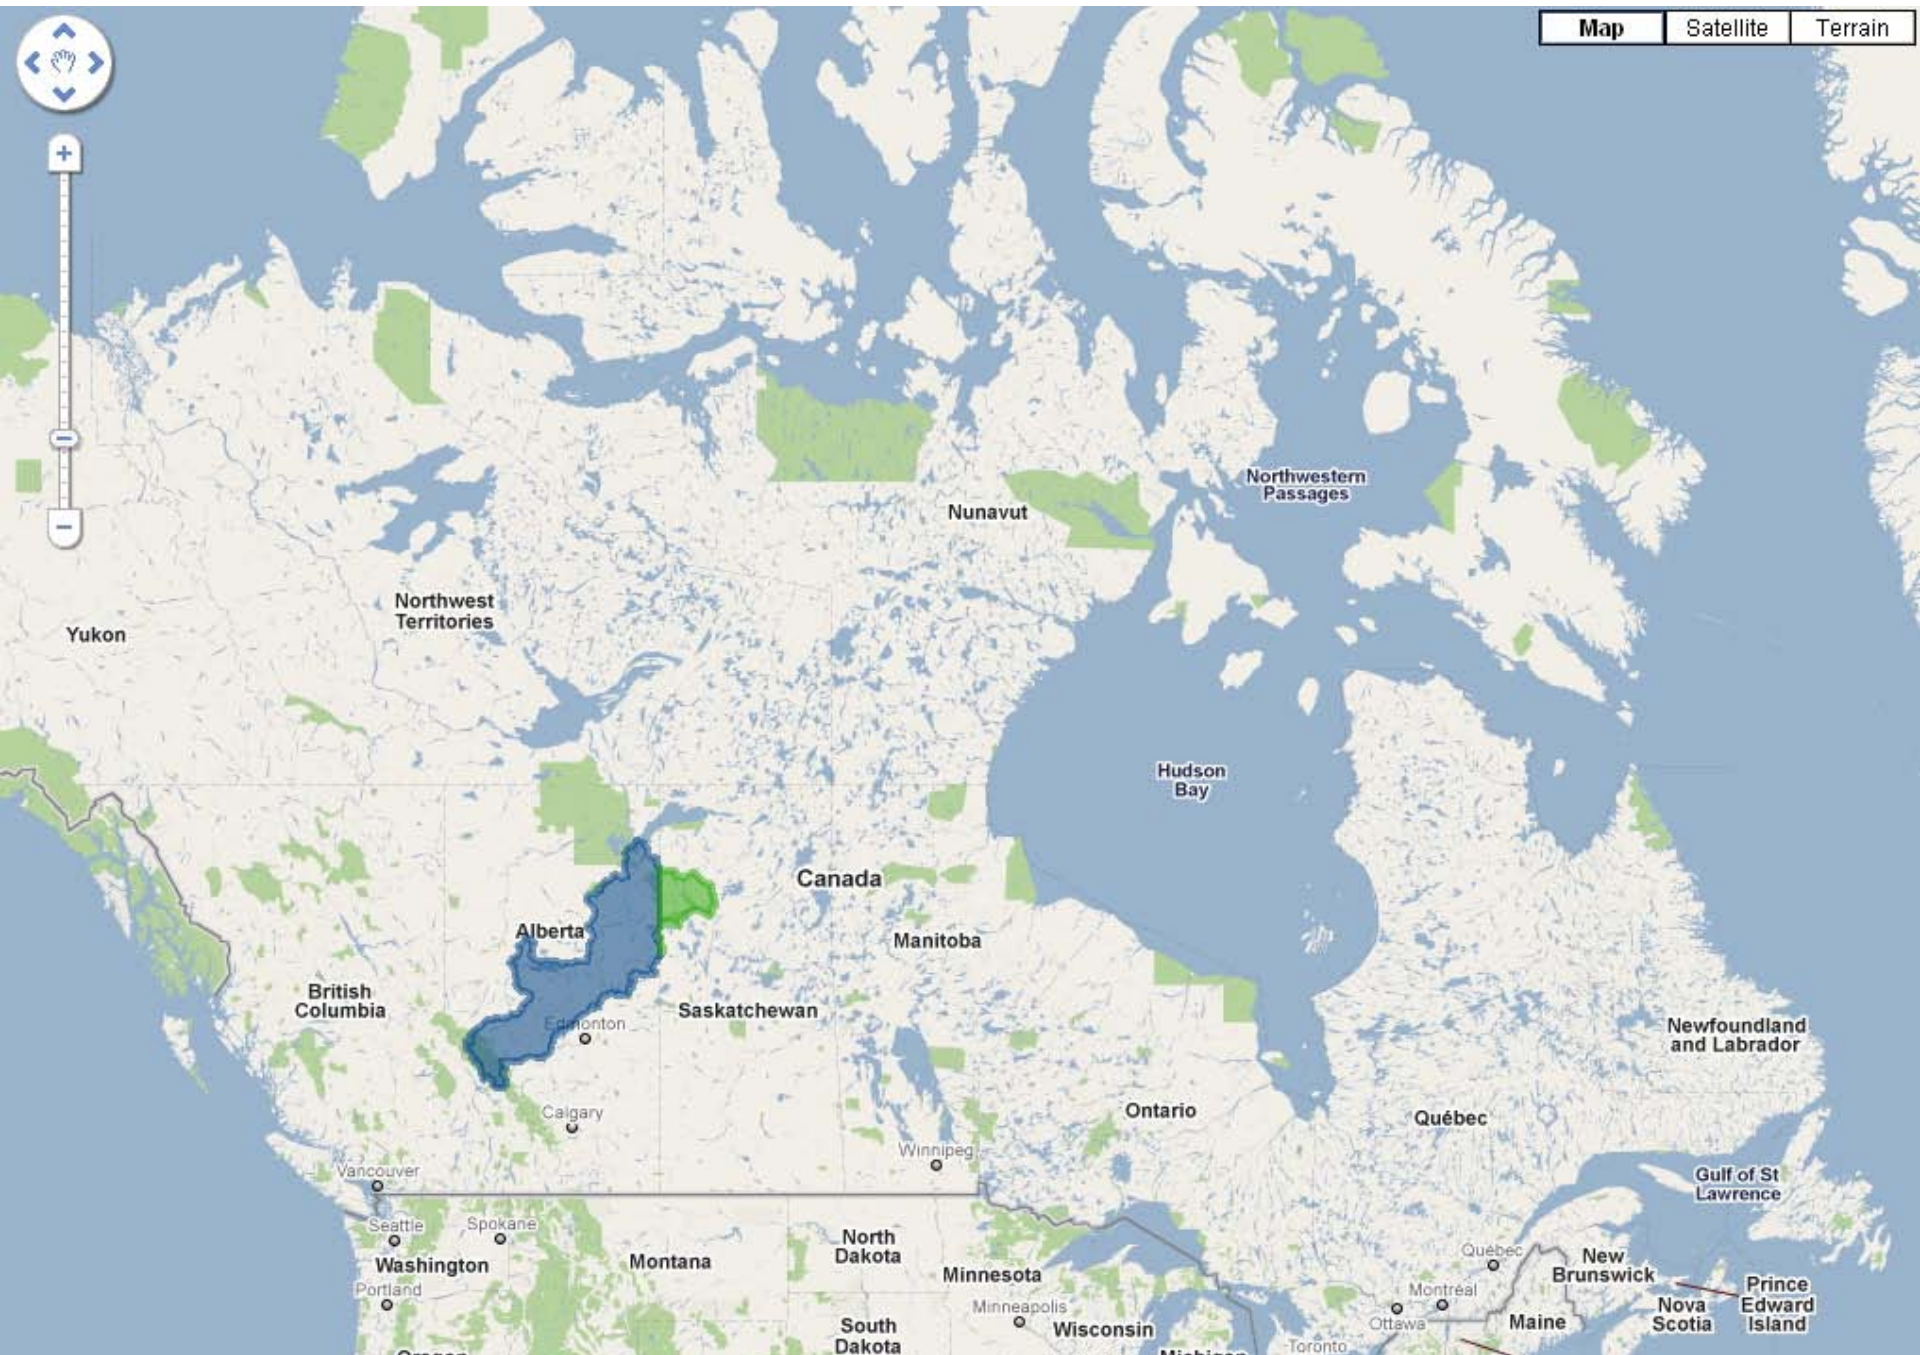 Map
Satellite
Terrain
Northwestern
Passages
Nunavut
Northwest
Territories
Yukon
Hudson
Bay
Canada
Alberta
Manitoba
British
Columbia
Saskatchewan
Edmonton
Newfoundland
and Labrador
Calgary
Ontario
Québec
Winnipeg
Vancouver
Gulf of St
Lawrence
Seattle
Spokane
Washington
Montana
North
Dakota
Minnesota
Québec
New
Brunswick
Portland
Minneapolis
Montréal
Prince
Edward
Island
Nova
Scotia
South
Dakota
Wisconsin
Ottawa
Maine
Toronto
Oregon
Michigan